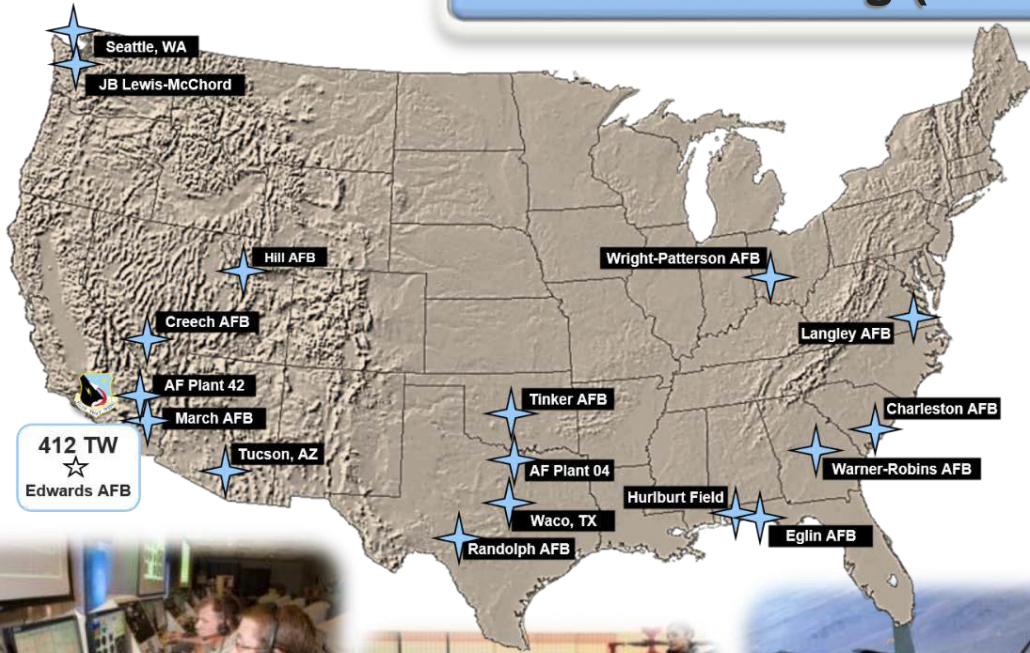 Seattle, WA
JB Lewis-McChord
Hill AFB
Wright-Patterson AFB
Creech AFB
Langley AFB
AF Plant 42
March AFB
Tinker AFB
Charleston AFB
412 TW
Edwards AFB
Tucson, AZ
AF Plant 04
Warner-Robins AFB
Hurlburt Field
Waco, TX
Eglin AFB
Randolph AFB